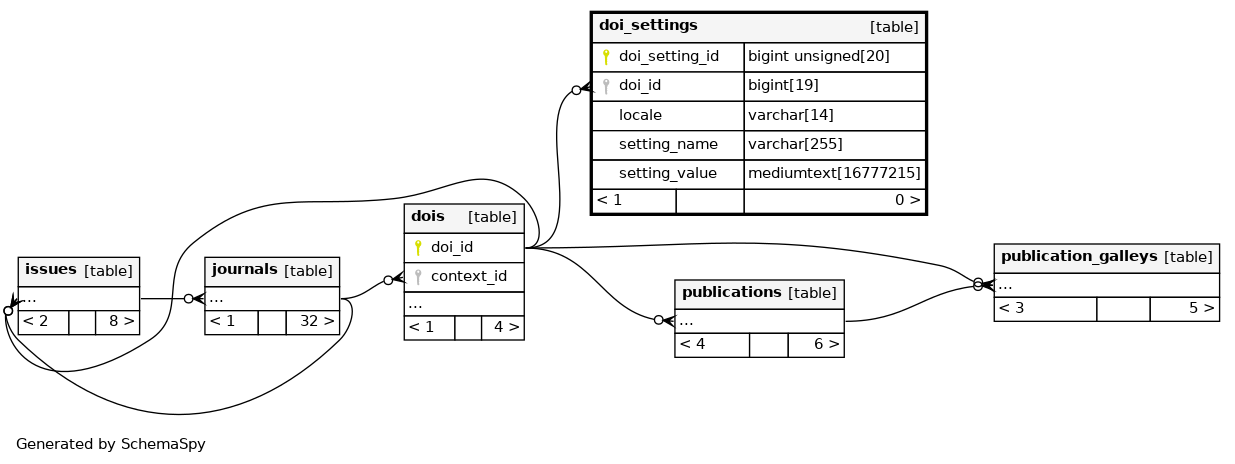 doi_settings [table]
doi_setting_id bigint unsigned[20]
doi_id bigint[19]
locale varchar[14]
setting_name varchar[255]
setting_value mediumtext[16777215]
< 1 0 >
dois [table]
doi_id
context_id
...
< 1 4 >
issues [table]
...
< 2 8 >
journals [table]
...
< 1 32 >
publications [table]
...
< 4 6 >
publication_galleys [table]
...
< 3 5 >
Generated by SchemaSpy